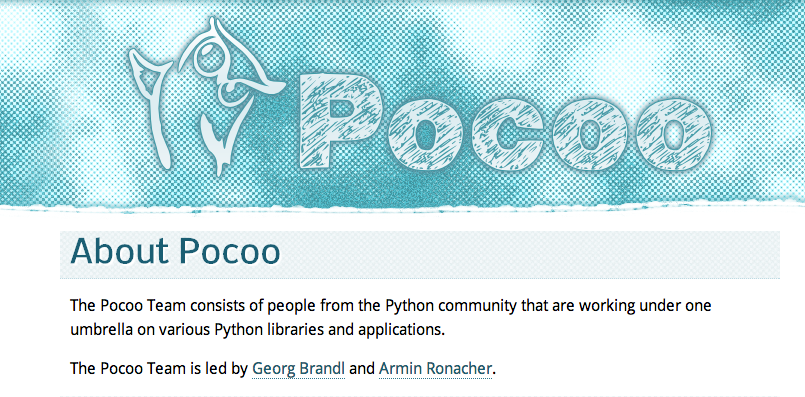 Pocoo
About Pocoo
The Pocoo Team consists of people from the Python community that are working under one
umbrella on various Python libraries and applications.
The Pocoo Team is led by Georg Brandl and Armin Ronacher.